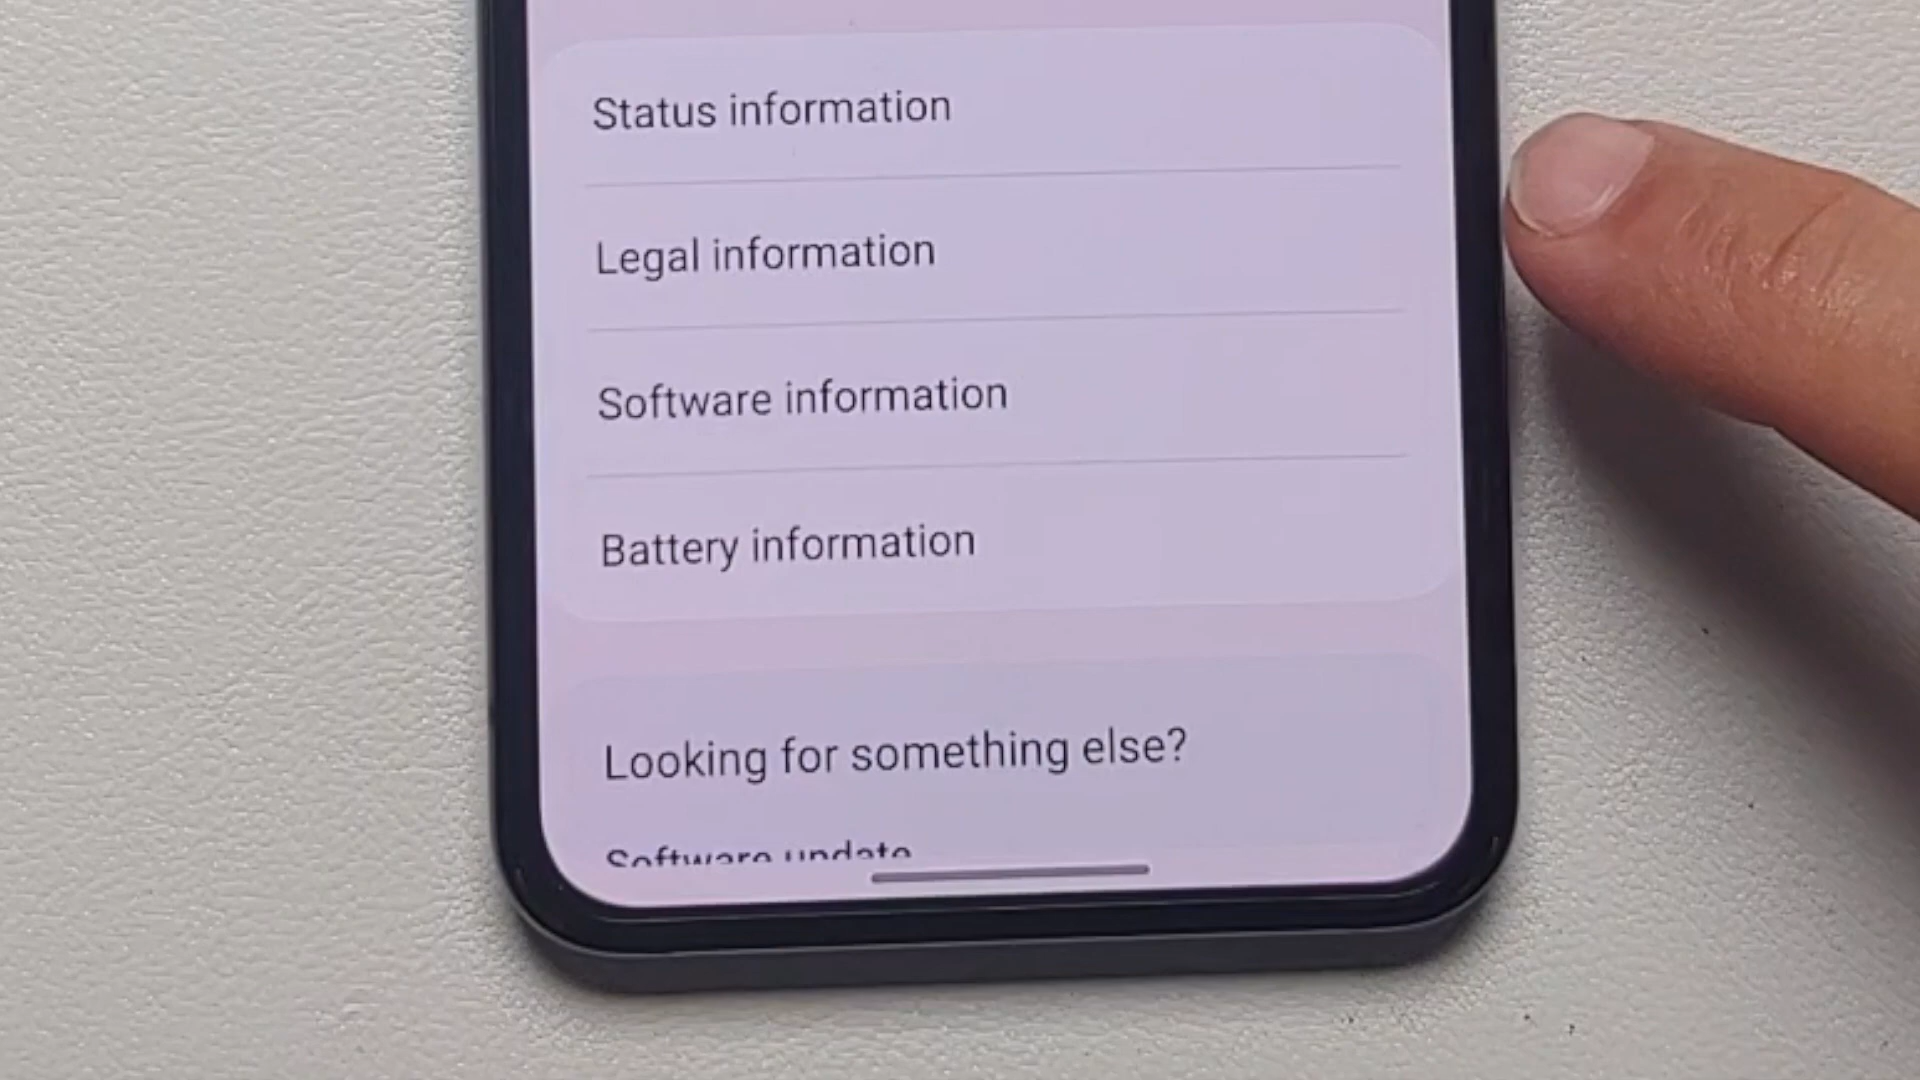 Status information
Legal information
Software information
Battery information
Looking for something else?
Software update